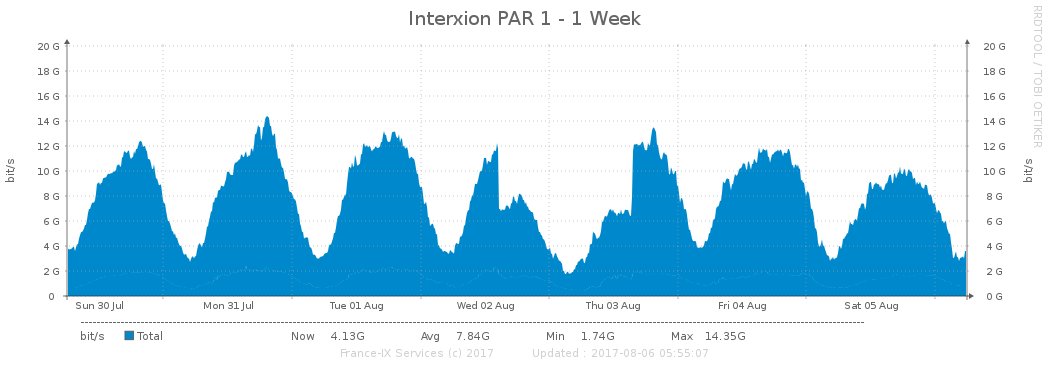 Interxion PAR 1 - 1 Week
RRDTOOL / TOBI OETIKER
20 G 20 G
18 G 18 G
16 G 16 G
14 G 14 G
12 G 12 G
10 G 10 G
8 G 8 G
6 G 6 G
4 G 4 G
2 G 2 G
0 0 G
bit/s
bit/s
Sun 30 Jul Mon 31 Jul Tue 01 Aug Wed 02 Aug Thu 03 Aug Fri 04 Aug Sat 05 Aug
bit/s Total Now 4.13G Avg 7.84G Min 1.74G Max 14.35G
France-IX Services (c) 2017 Updated : 2017-08-06 05:55:07